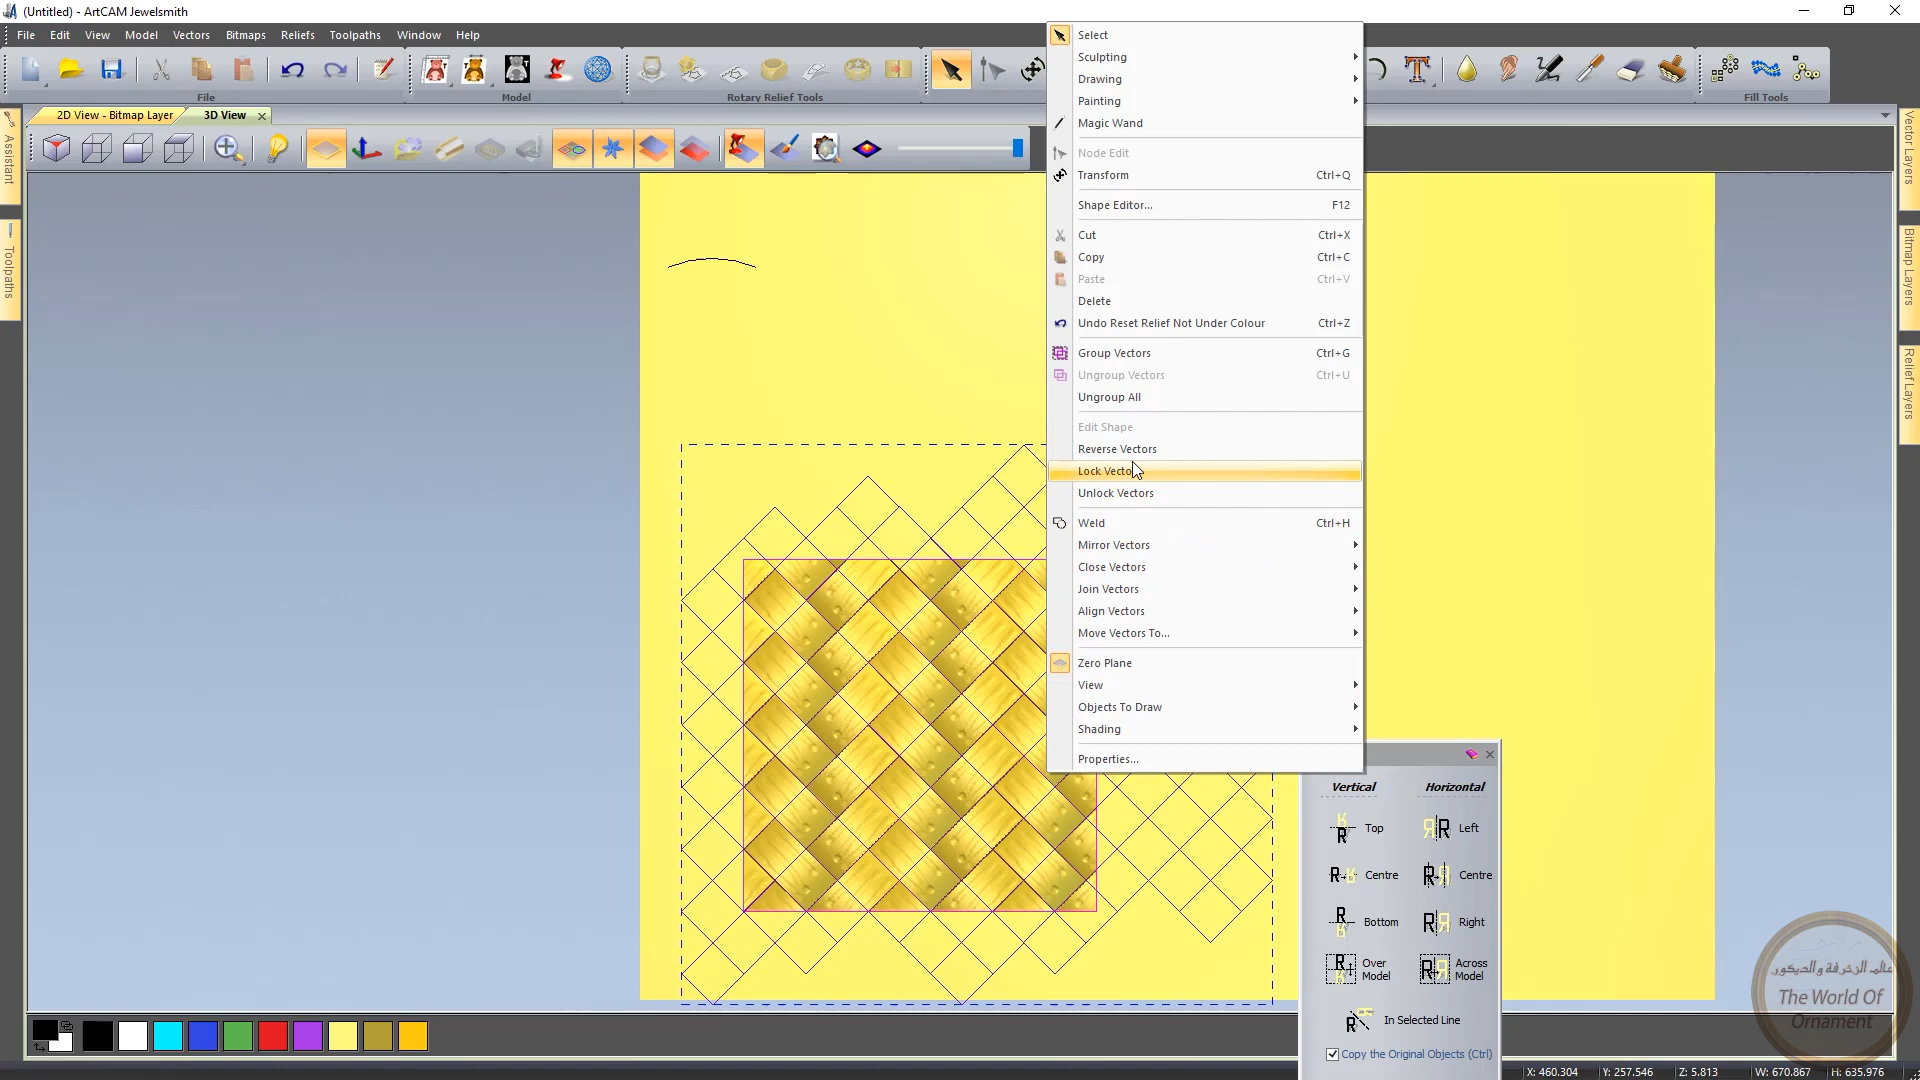 (Untitled) - ArtCAM Jewelsmith
File Edit View Model Vectors Bitmaps Reliefs Toolpaths Window Help
File
Model
Rotary Relief Tools
Fill Tools
2D View - Bitmap Layer
3D View
Assistant
Toolpaths
Vector Layers
Bitmap Layers
Relief Layers
Select
Sculpting
Drawing
Painting
Magic Wand
Node Edit
Transform Ctrl+Q
Shape Editor... F12
Cut Ctrl+X
Copy Ctrl+C
Paste Ctrl+V
Delete
Undo Reset Relief Not Under Colour Ctrl+Z
Group Vectors Ctrl+G
Ungroup Vectors Ctrl+U
Ungroup All
Edit Shape
Reverse Vectors
Lock Vecto
Unlock Vectors
Weld Ctrl+H
Mirror Vectors
Close Vectors
Join Vectors
Align Vectors
Move Vectors To...
Zero Plane
View
Objects To Draw
Shading
Properties...
Vertical Horizontal
Top Left
Centre Centre
Bottom Right
Over Model
Across Model
In Selected Line
Copy the Original Objects (Ctrl)
عالم الزخرفة والديكور
The World Of
Ornament
X: 460.304 Y: 257.546 Z: 5.813 W: 670.867 H: 635.976